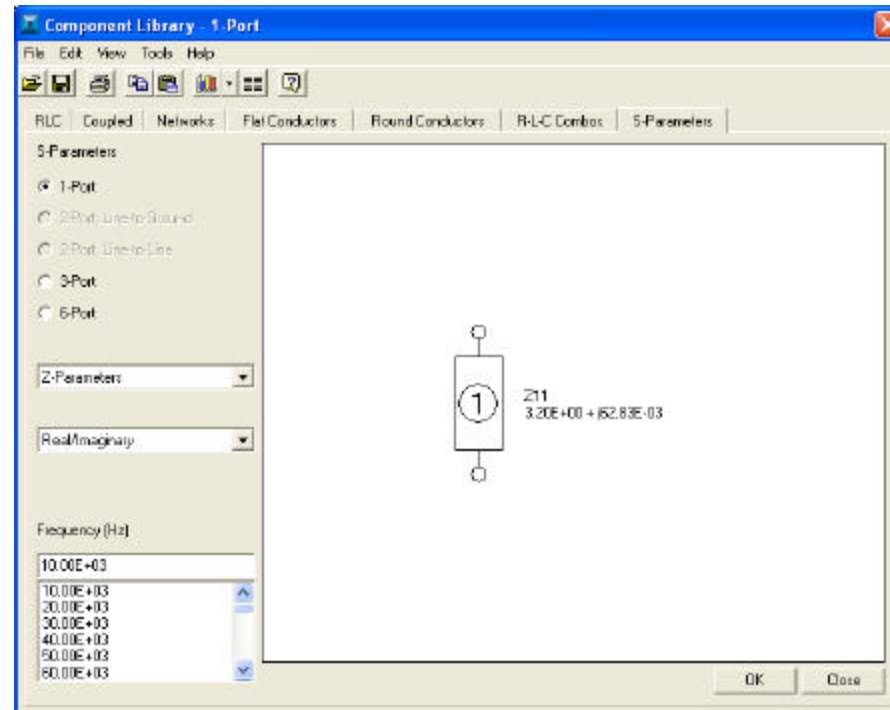 Component Library - 1-Port
File Edit View Tools Help
RLC Coupled Networks Flat Conductors Round Conductors R-L-C Combos S-Parameters
S-Parameters
1-Port
2-Port, Line-to-Ground
2-Port, Line-to-Line
3-Port
6-Port
Z-Parameters
Real/Imaginary
1
Z11
3.20E+00 + j62.83E-03
Frequency (Hz)
10.00E+03
10.00E+03
20.00E+03
30.00E+03
40.00E+03
50.00E+03
60.00E+03
OK Close